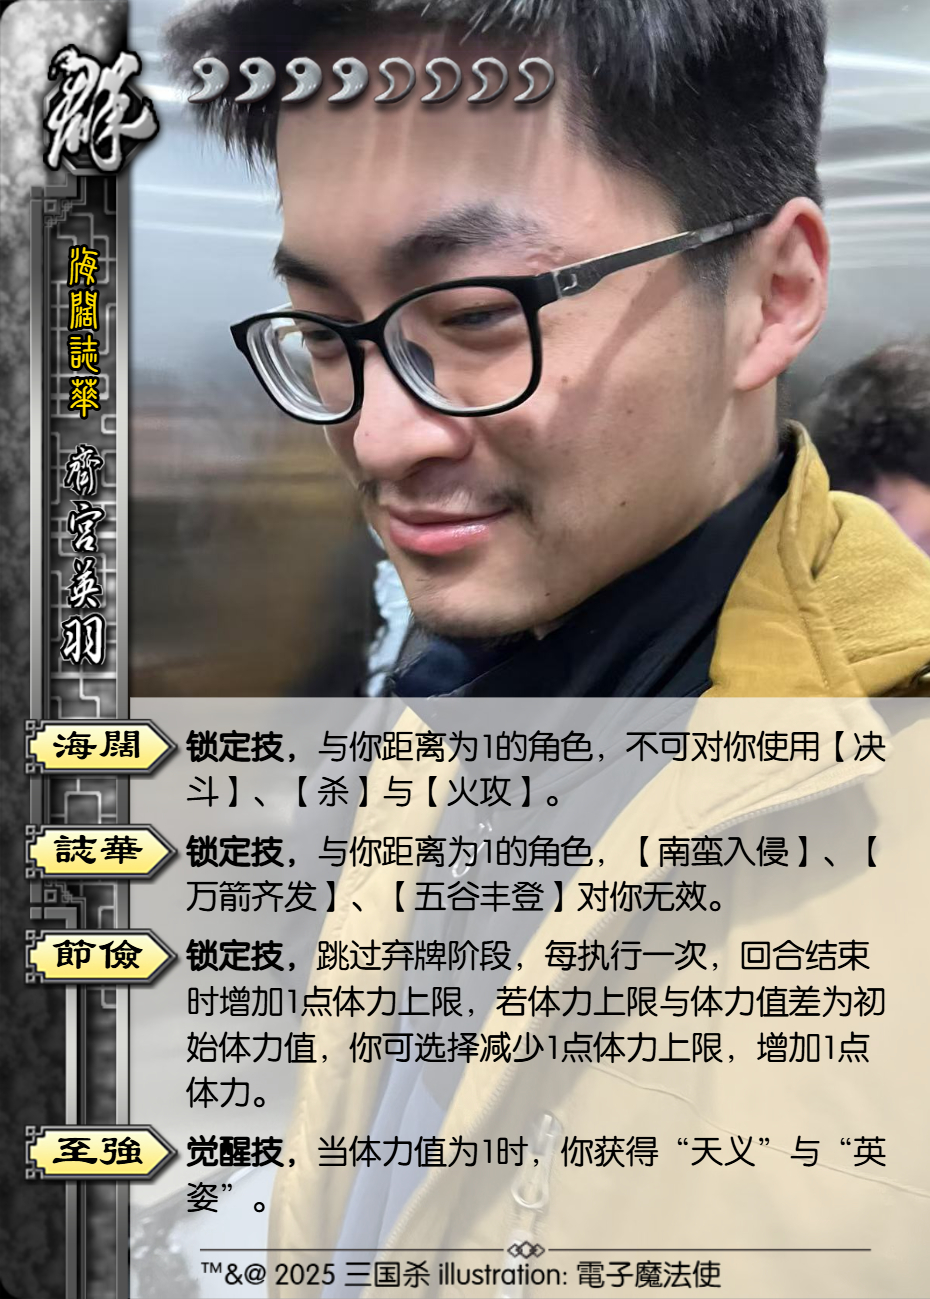 群
海闊誌華
齊宮英羽
海闊
锁定技，与你距离为1的角色，不可对你使用【决
斗】、【杀】与【火攻】。
誌華
锁定技，与你距离为1的角色，【南蛮入侵】、【
万箭齐发】、【五谷丰登】对你无效。
節儉
锁定技，跳过弃牌阶段，每执行一次，回合结束
时增加1点体力上限，若体力上限与体力值差为初
始体力值，你可选择减少1点体力上限，增加1点
体力。
至強
觉醒技，当体力值为1时，你获得“天义”与“英
姿”。
™&@ 2025 三国杀 illustration: 電子魔法使